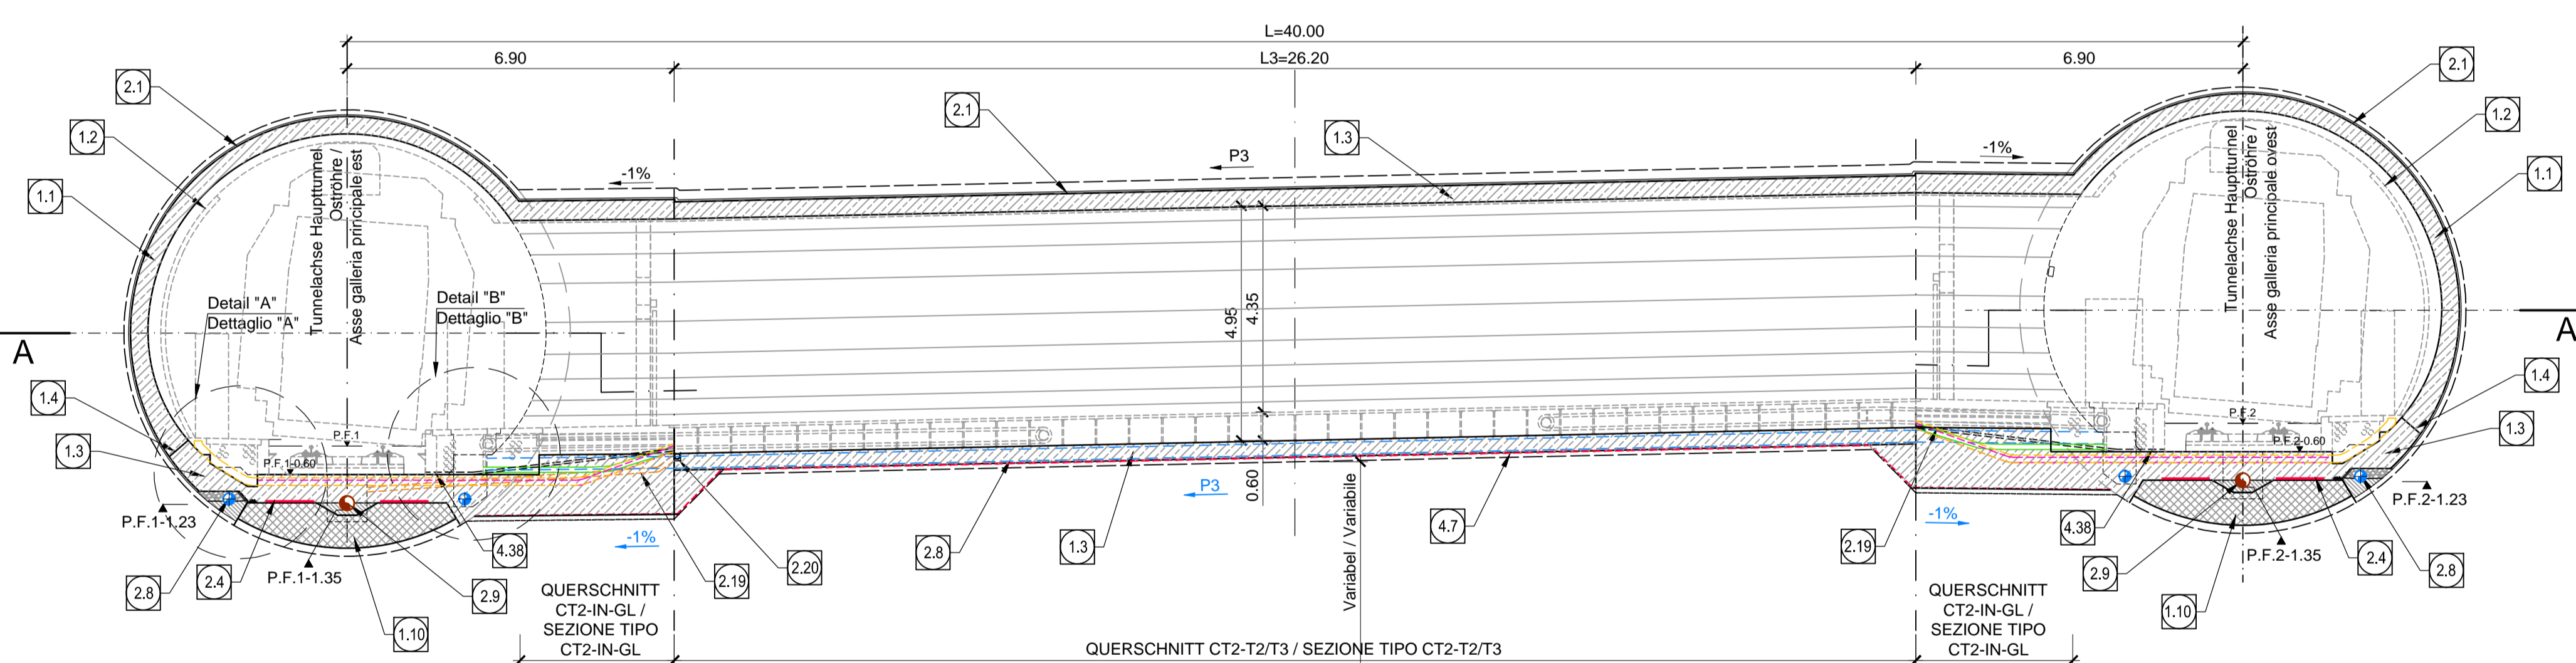 L=40.00
6.90
L3=26.20
6.90
2.1
1.2
1.1
2.1
1.3
2.1
1.2
1.1
-1%
P3
-1%
Tunnelachse Haupttunnel
Oströhre /
Asse galleria principale est
Tunnelachse Haupttunnel
Oströhre /
Asse galleria principale ovest
Detail "A"
Dettaglio "A"
Detail "B"
Dettaglio "B"
4.95
4.35
A
A
1.4
1.3
P.F.1
P.F.1-0.60
P.F.2
P.F.2-0.60
1.4
1.3
P.F.1-1.23
P.F.1-1.35
0.60
P3
-1%
-1%
P.F.2-1.23
P.F.2-1.35
2.8
2.4
1.10
2.9
4.38
2.19
2.20
2.8
1.3
4.7
2.19
4.38
2.9
1.10
2.4
2.8
Variabel / Variabile
QUERSCHNITT
CT2-IN-GL /
SEZIONE TIPO
CT2-IN-GL
QUERSCHNITT CT2-T2/T3 / SEZIONE TIPO CT2-T2/T3
QUERSCHNITT
CT2-IN-GL /
SEZIONE TIPO
CT2-IN-GL